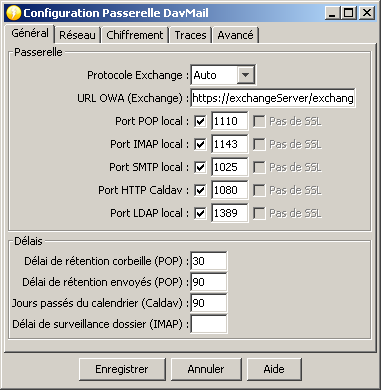 Configuration Passerelle DavMail
Général Réseau Chiffrement Traces Avancé
Passerelle
Protocole Exchange : Auto
URL OWA (Exchange) : https://exchangeServer/exchang
Port POP local : 1110 Pas de SSL
Port IMAP local : 1143 Pas de SSL
Port SMTP local : 1025 Pas de SSL
Port HTTP Caldav : 1080 Pas de SSL
Port LDAP local : 1389 Pas de SSL
Délais
Délai de rétention corbeille (POP) : 30
Délai de rétention envoyés (POP) : 90
Jours passés du calendrier (Caldav) : 90
Délai de surveillance dossier (IMAP) :
Enregistrer Annuler Aide